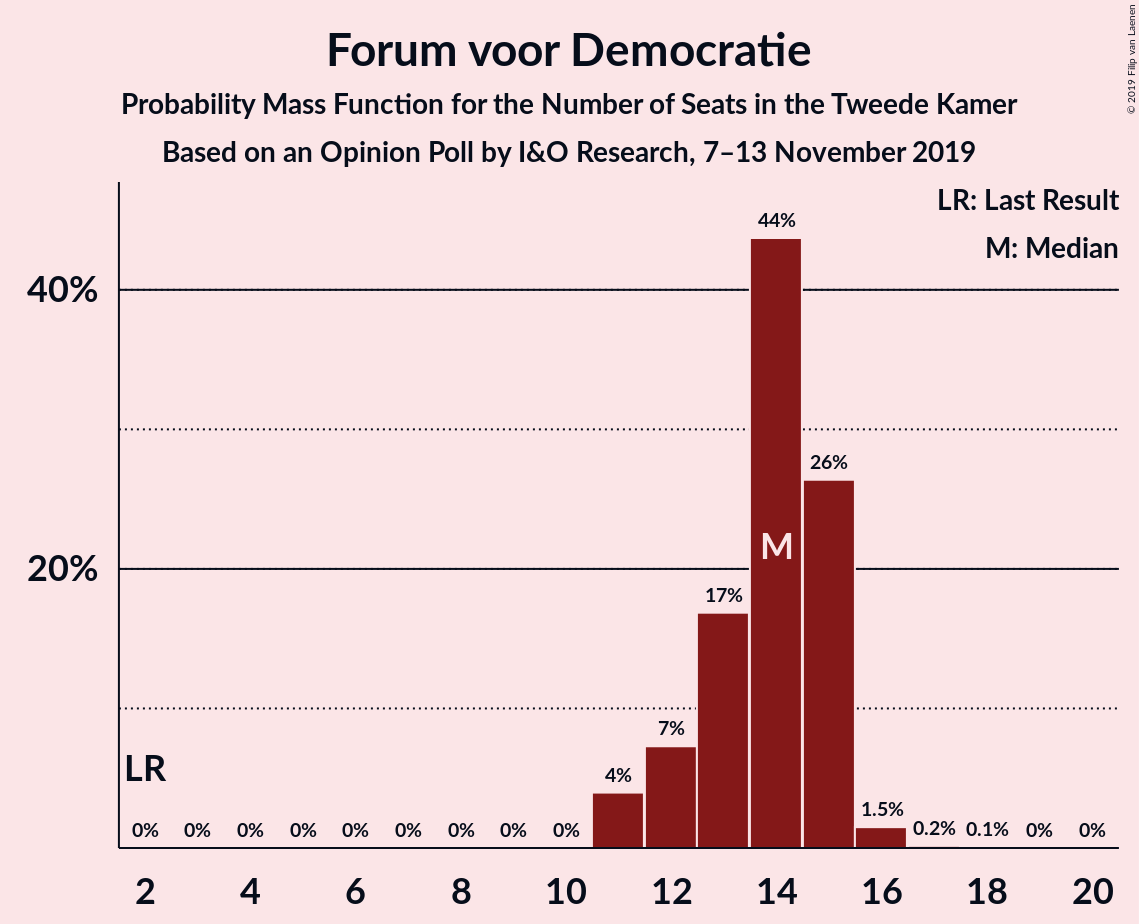 Forum voor Democratie
Probability Mass Function for the Number of Seats in the Tweede Kamer
Based on an Opinion Poll by I&O Research, 7–13 November 2019
© 2019 Filip van Laenen
LR: Last Result
M: Median
44%
40%
26%
M
20%
17%
7%
LR
4%
1.5%
0% 0% 0% 0% 0% 0% 0% 0% 0% 0.2% 0.1% 0% 0%
2 4 6 8 10 12 14 16 18 20